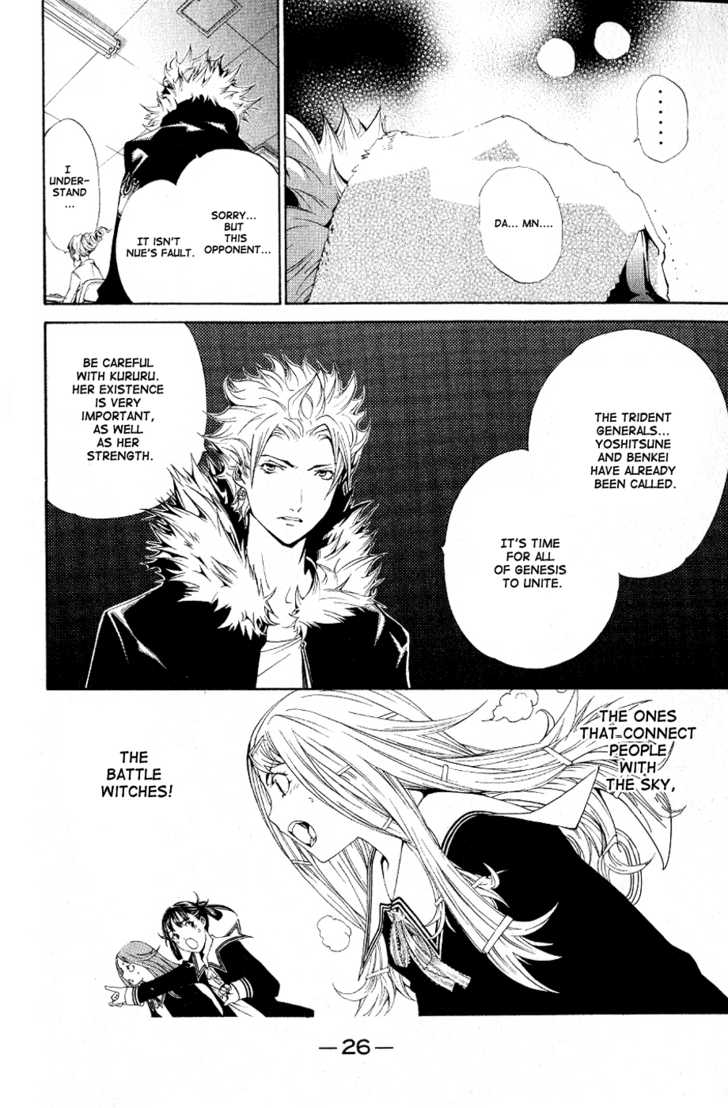 ......
DA... MN....
SORRY...
BUT
THIS
OPPONENT...
IT ISN'T
NUE'S FAULT.
I
UNDER-
STAND
...
THE TRIDENT
GENERALS...
YOSHITSUNE
AND BENKEI
HAVE ALREADY
BEEN CALLED.
IT'S TIME
FOR ALL
OF GENESIS
TO UNITE.
BE CAREFUL
WITH KURURU.
HER EXISTENCE
IS VERY
IMPORTANT,
AS WELL
AS HER
STRENGTH.
THE ONES
THAT CONNECT
PEOPLE
WITH
THE SKY,
THE
BATTLE
WITCHES!
—26—